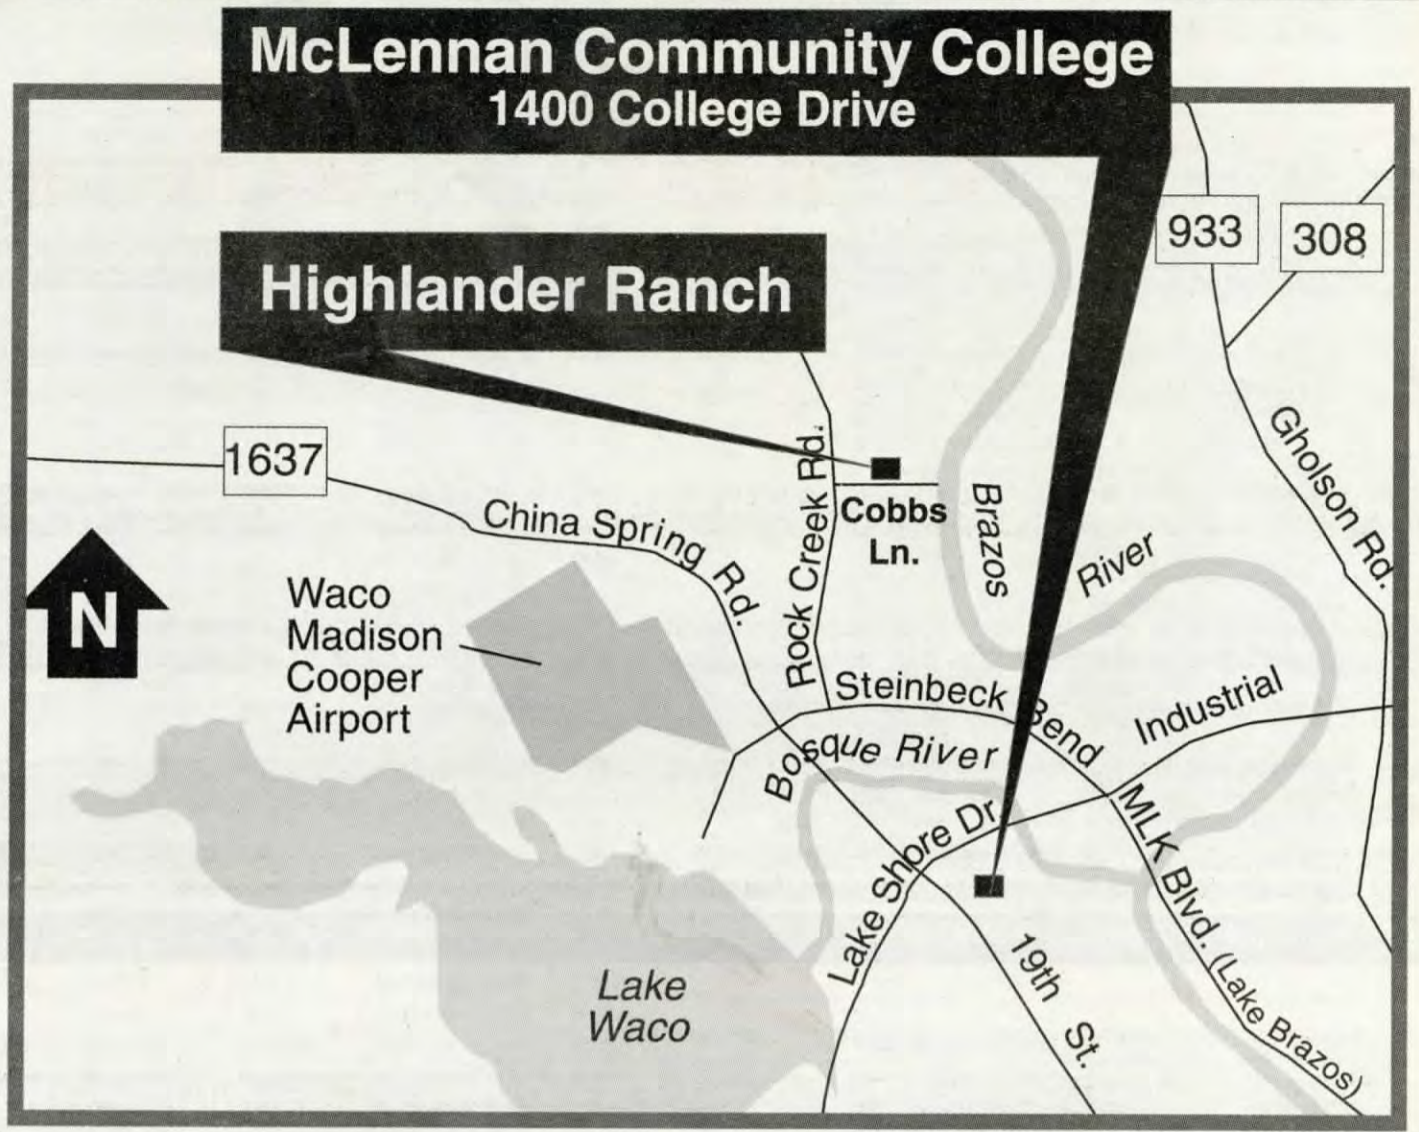 McLennan Community College
1400 College Drive
933
308
Highlander Ranch
Gholson Rd.
1637
China Spring Rd.
Rock Creek Rd.
Cobbs
Ln.
Brazos
River
N
Waco
Madison
Cooper
Airport
Steinbeck Bend
Industrial
Bosque River
Lake Shore Dr.
MLK Blvd. (Lake Brazos)
19th St.
Lake
Waco